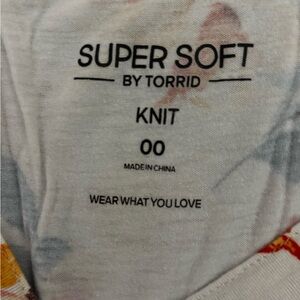 SUPER SOFT
BY TORRID
KNIT
00
MADE IN CHINA
WEAR WHAT YOU LOVE